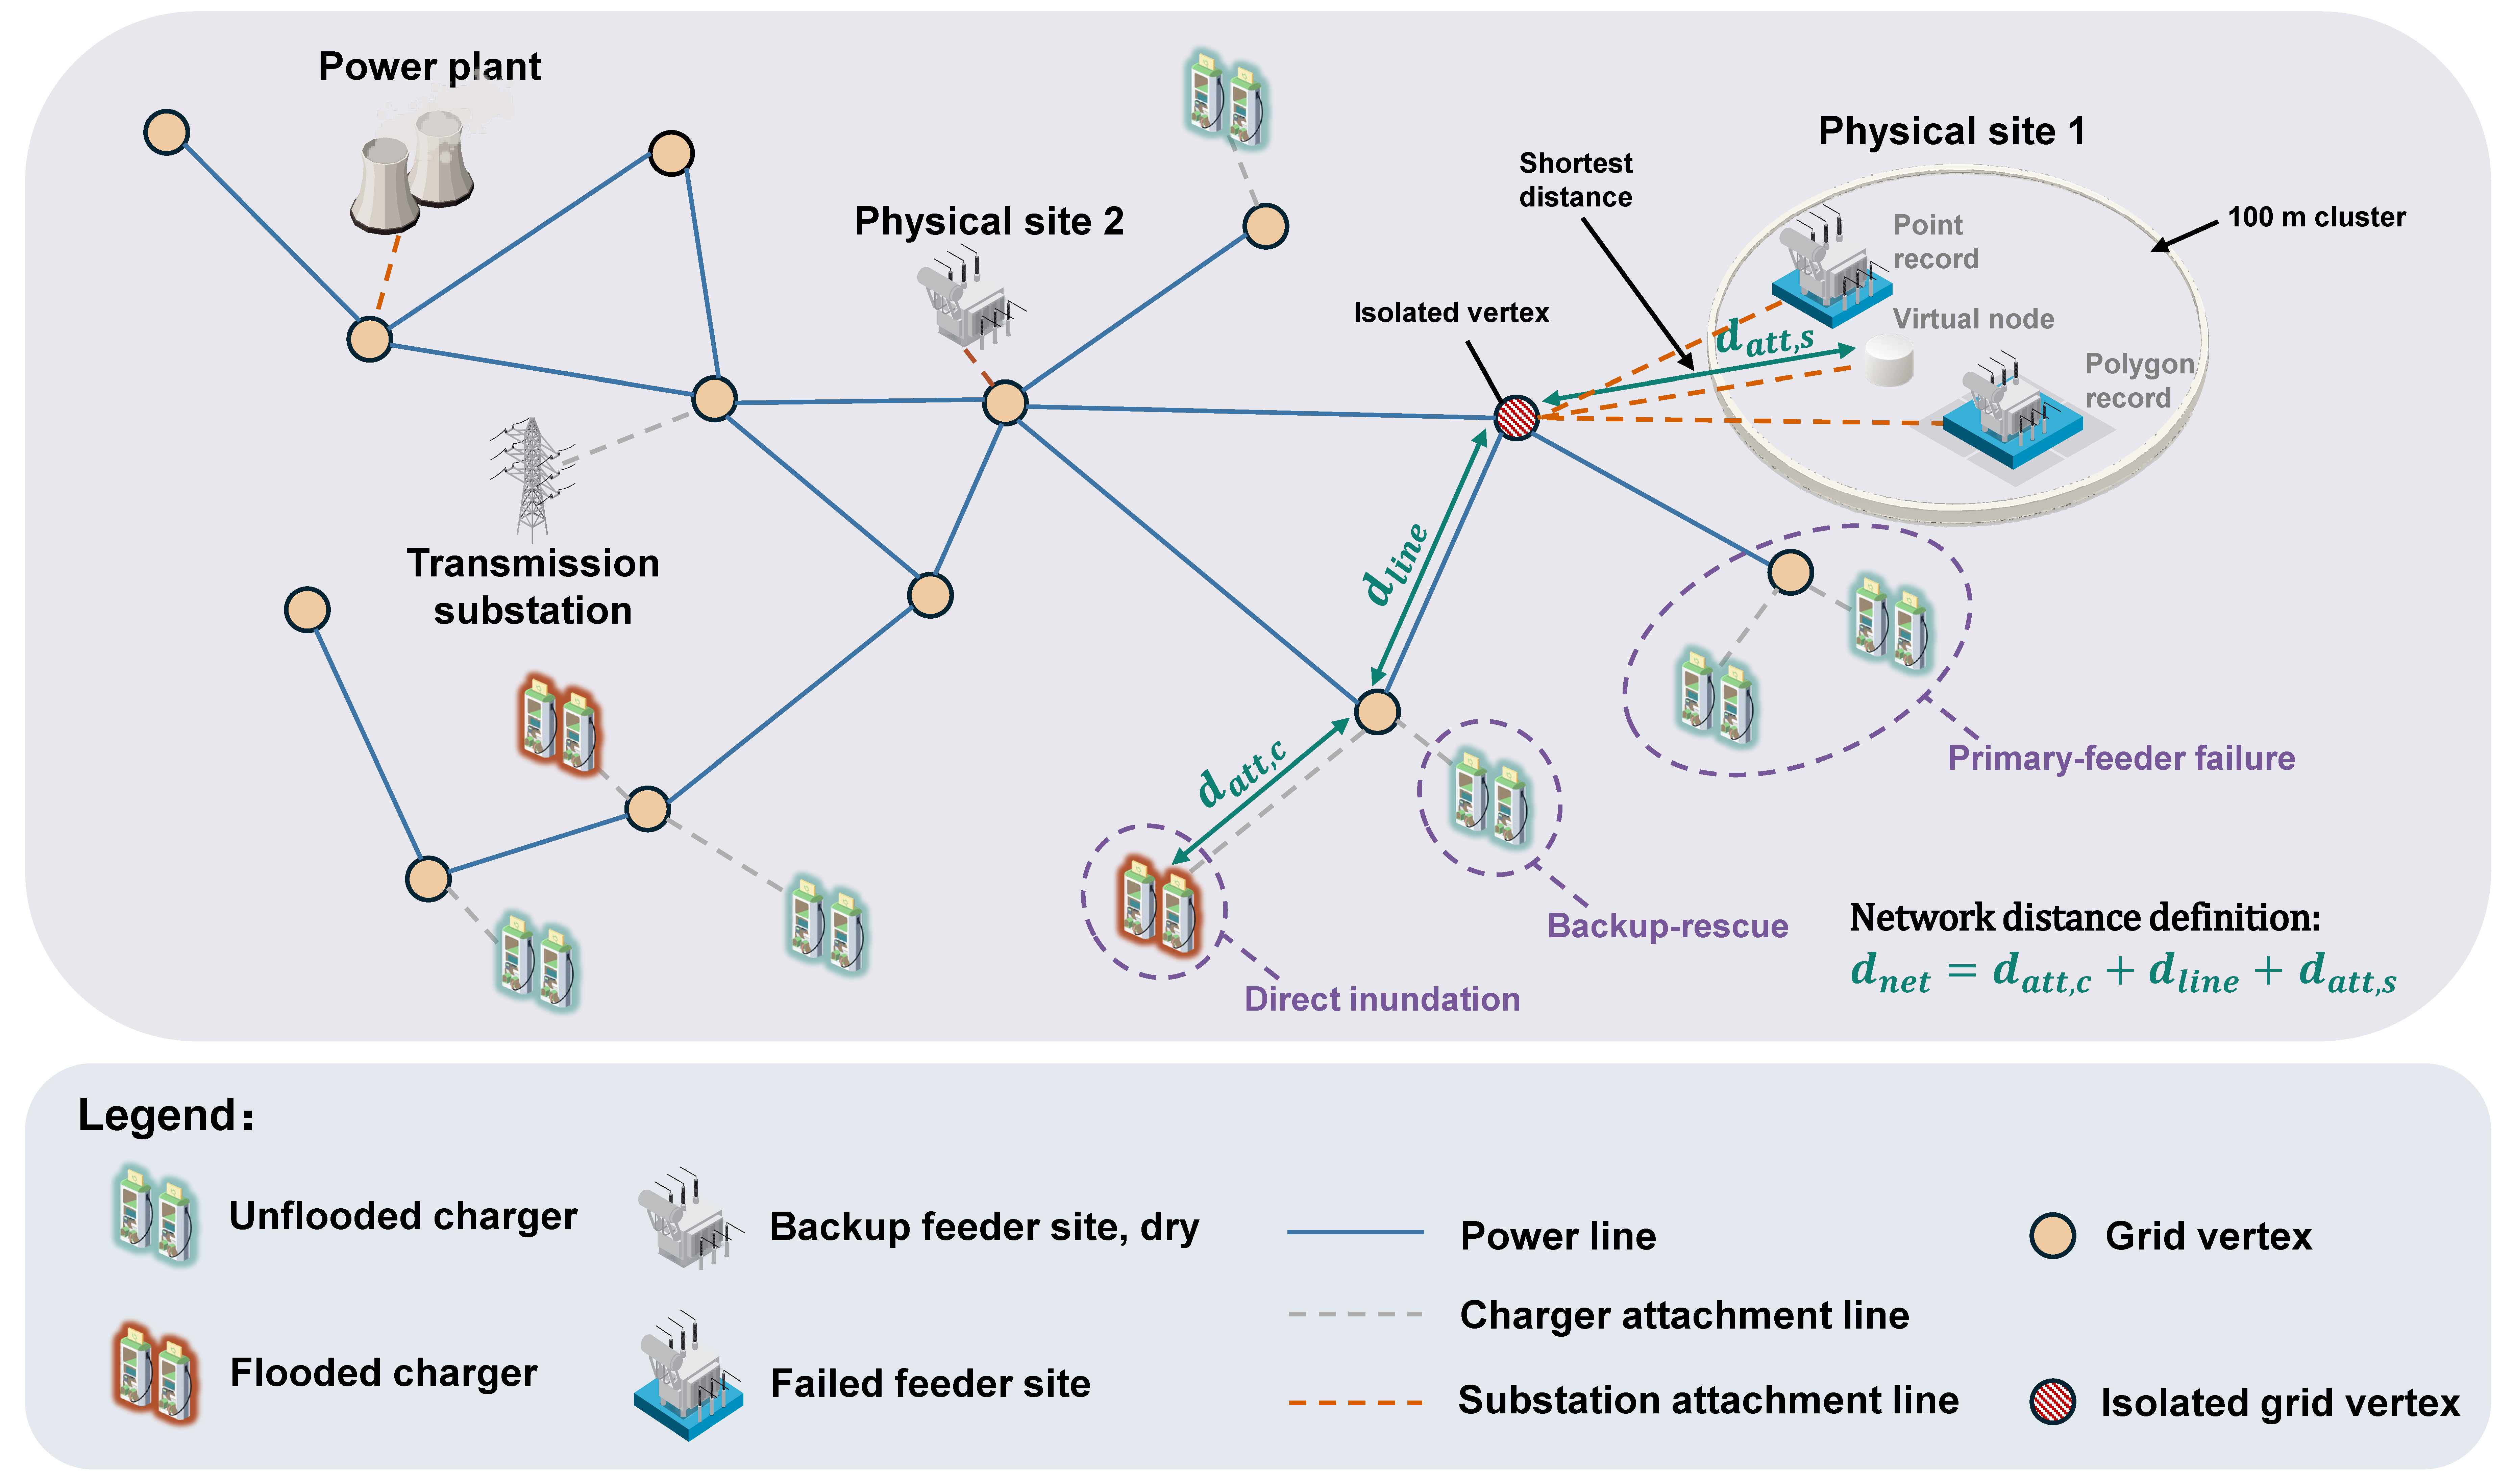 Power plant
Physical site 1
Shortest
distance
Physical site 2
Point
record
100 m cluster
Isolated vertex
Virtual node
d_att,s
Polygon
record
Transmission
substation
d_line
Primary-feeder failure
d_att,c
Backup-rescue
Direct inundation
Network distance definition:
d_net = d_att,c + d_line + d_att,s
Legend:
Unflooded charger
Backup feeder site, dry
Power line
Grid vertex
Charger attachment line
Flooded charger
Failed feeder site
Substation attachment line
Isolated grid vertex